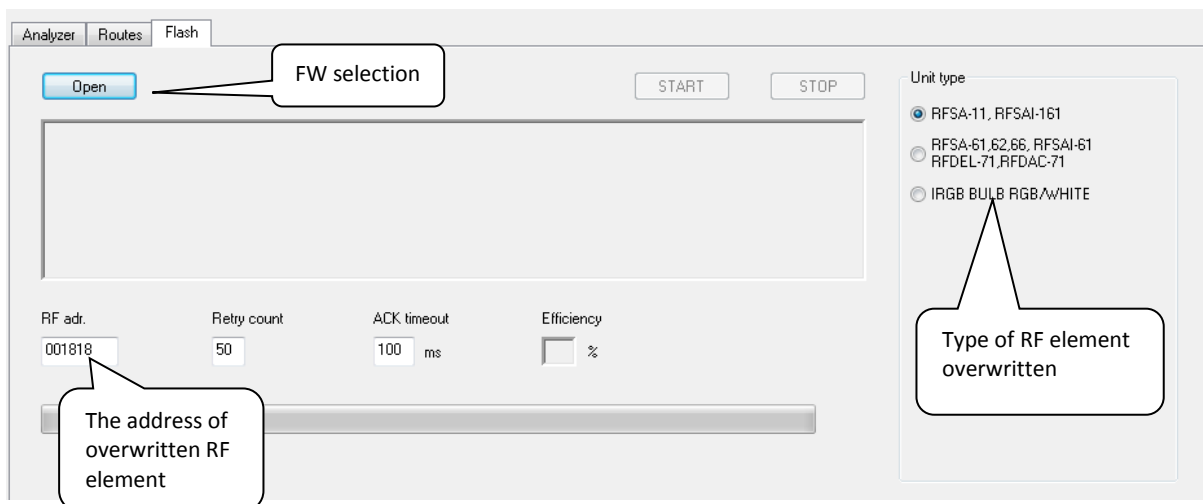 Analyzer Routes Flash
Open
FW selection
START STOP
Unit type
RFSA-11, RFSAI-161
RFSA-61,62,66, RFSAI-61
RFDEL-71,RFDAC-71
IRGB BULB RGB/WHITE
RF adr. Retry count ACK timeout Efficiency
001818 50 100 ms %
Type of RF element
overwritten
The address of
overwritten RF
element